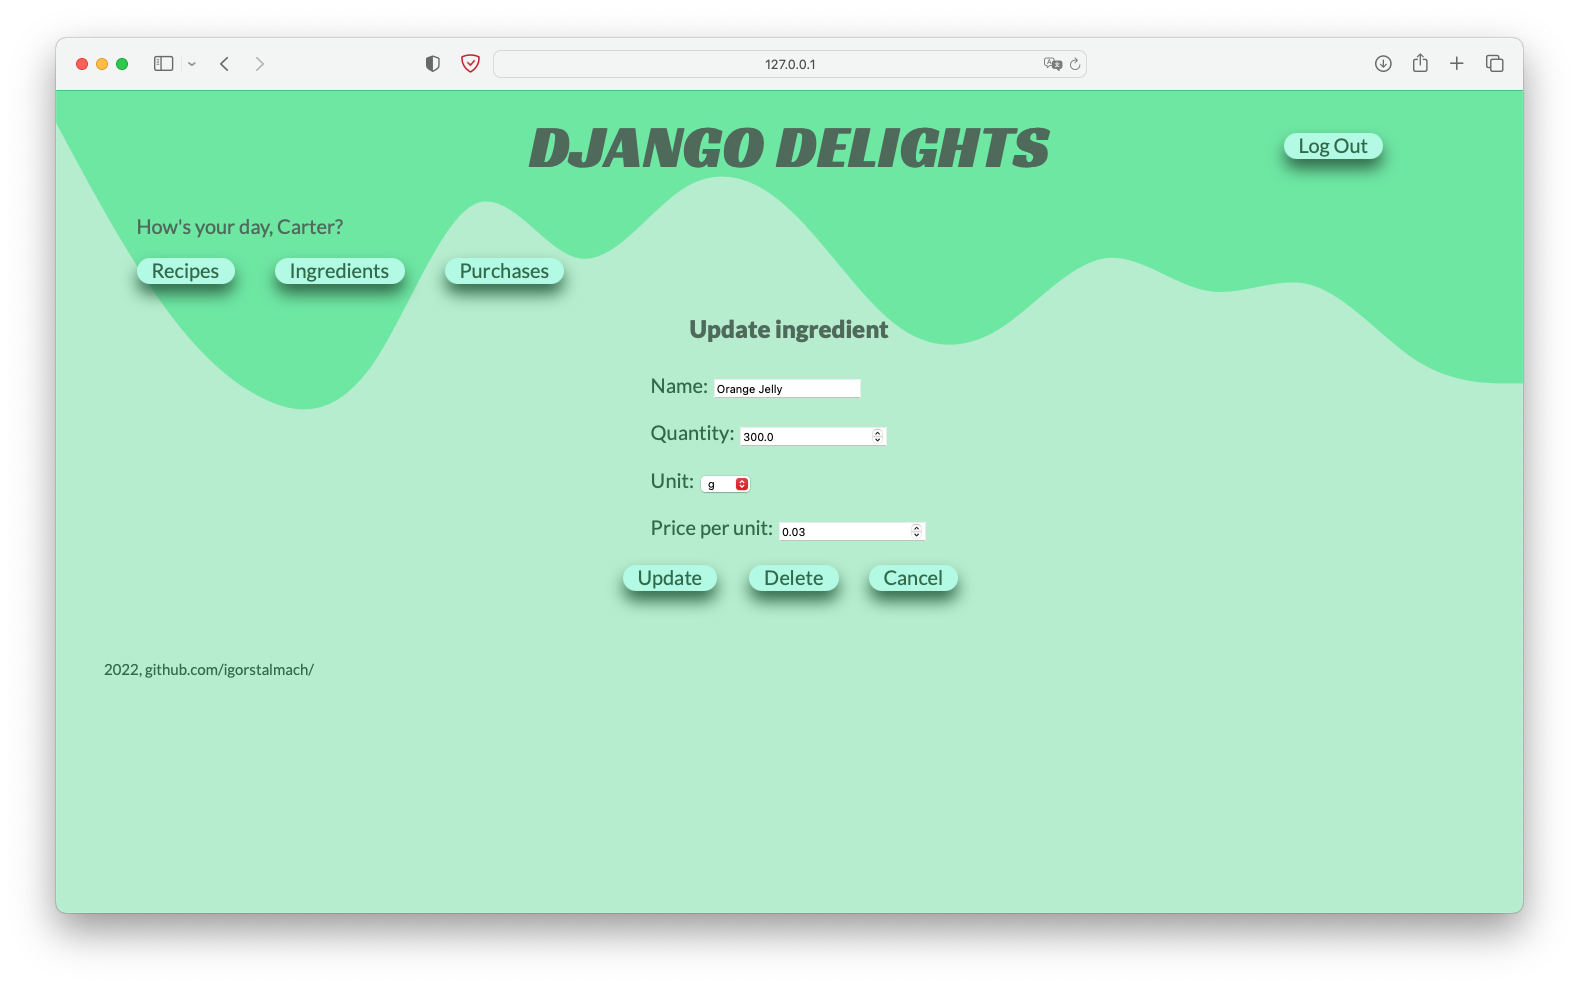 127.0.0.1
DJANGO DELIGHTS
Log Out
How's your day, Carter?
Recipes Ingredients Purchases
Update ingredient
Name: Orange Jelly
Quantity: 300.0
Unit: g
Price per unit: 0.03
Update Delete Cancel
2022, github.com/igorstalmach/